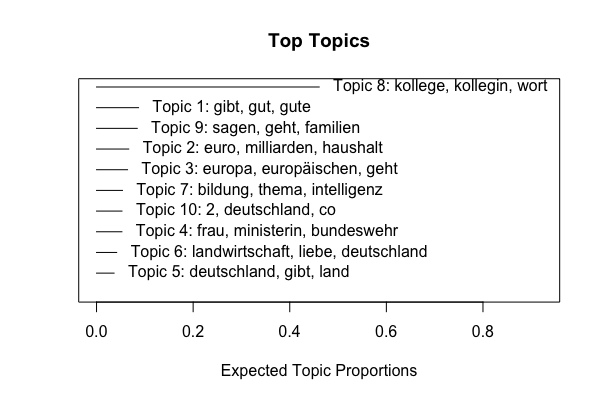 Top Topics
Topic 8: kollege, kollegin, wort
Topic 1: gibt, gut, gute
Topic 9: sagen, geht, familien
Topic 2: euro, milliarden, haushalt
Topic 3: europa, europäischen, geht
Topic 7: bildung, thema, intelligenz
Topic 10: 2, deutschland, co
Topic 4: frau, ministerin, bundeswehr
Topic 6: landwirtschaft, liebe, deutschland
Topic 5: deutschland, gibt, land
0.0 0.2 0.4 0.6 0.8
Expected Topic Proportions